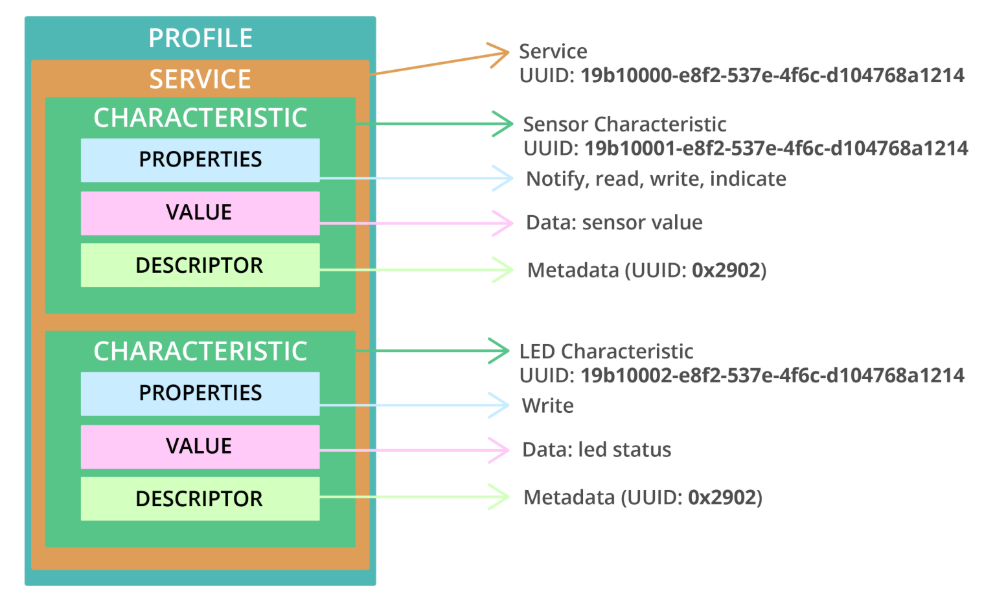 PROFILE
SERVICE
CHARACTERISTIC
PROPERTIES
VALUE
DESCRIPTOR
CHARACTERISTIC
PROPERTIES
VALUE
DESCRIPTOR
Service
UUID: 19b10000-e8f2-537e-4f6c-d104768a1214
Sensor Characteristic
UUID: 19b10001-e8f2-537e-4f6c-d104768a1214
Notify, read, write, indicate
Data: sensor value
Metadata (UUID: 0x2902)
LED Characteristic
UUID: 19b10002-e8f2-537e-4f6c-d104768a1214
Write
Data: led status
Metadata (UUID: 0x2902)